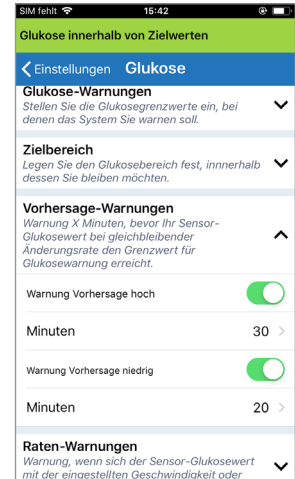 SIM fehlt 15:42
Glukose innerhalb von Zielwerten
Einstellungen Glukose
Glukose-Warnungen
Stellen Sie die Glukosegrenzwerte ein, bei
denen das System Sie warnen soll.
Zielbereich
Legen Sie den Glukosebereich fest, innnerhalb
dessen Sie bleiben möchten.
Vorhersage-Warnungen
Warnung X Minuten, bevor Ihr Sensor-
Glukosewert bei gleichbleibender
Änderungsrate den Grenzwert für
Glukosewarnung erreicht.
Warnung Vorhersage hoch
Minuten 30
Warnung Vorhersage niedrig
Minuten 20
Raten-Warnungen
Warnung, wenn sich der Sensor-Glukosewert
mit der eingestellten Geschwindigkeit oder